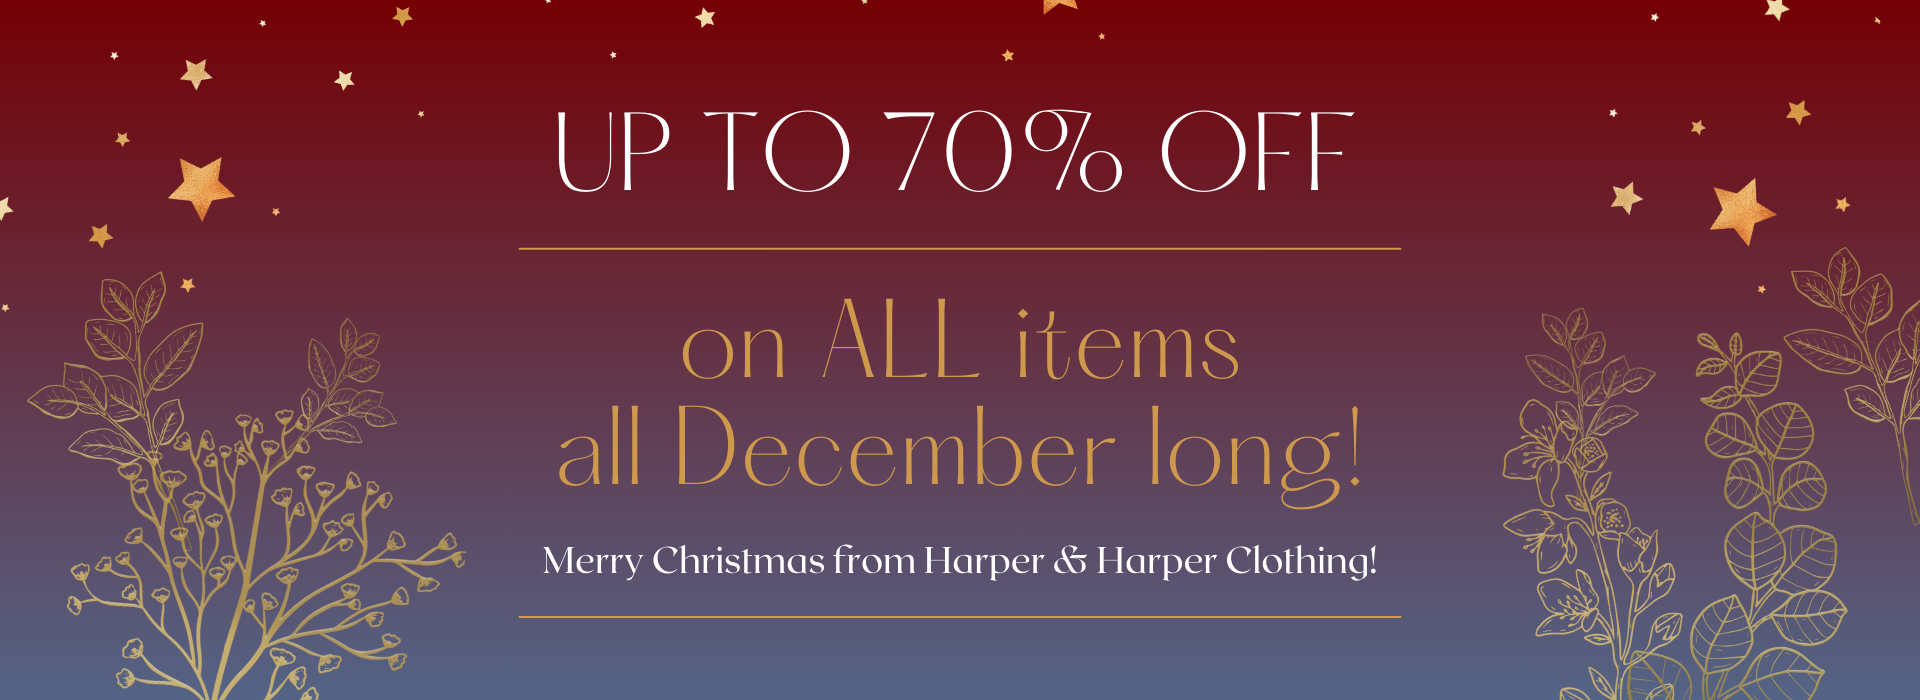 UP TO 70% OFF
on ALL items
all December long!
Merry Christmas from Harper & Harper Clothing!